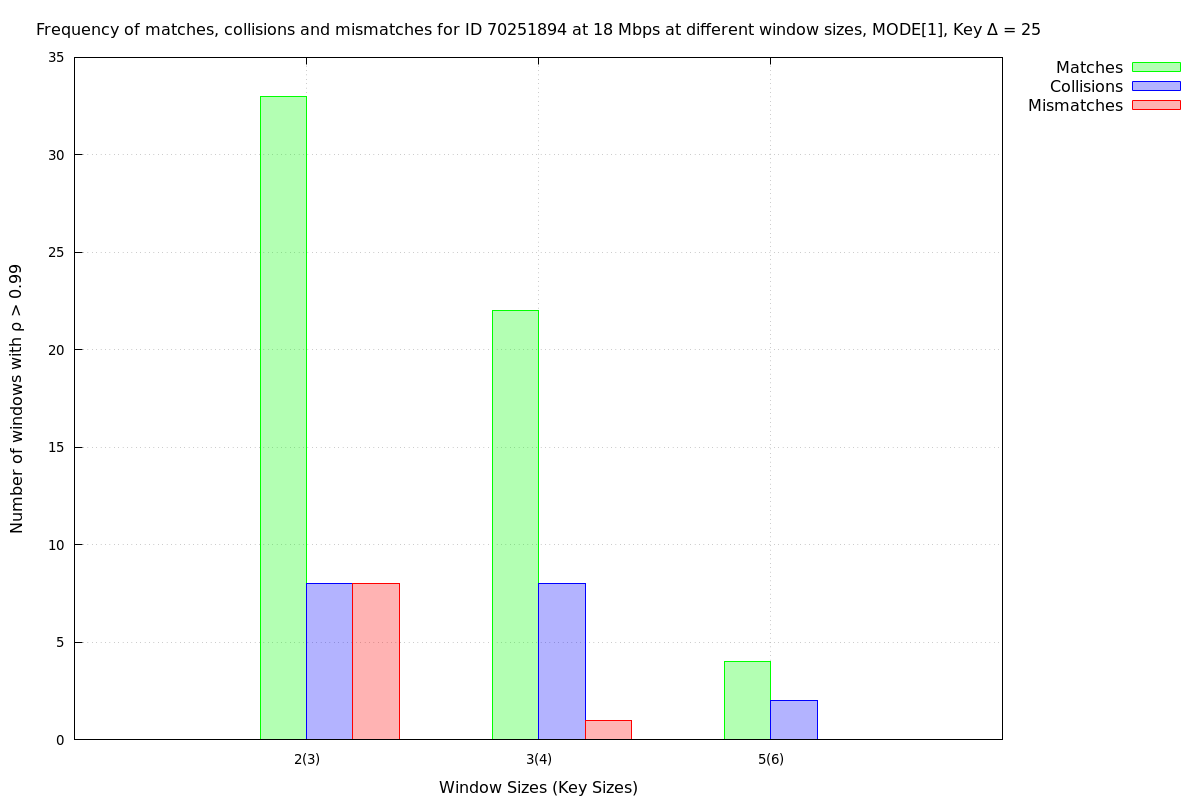 Frequency of matches, collisions and mismatches for ID 70251894 at 18 Mbps at different window sizes, MODE[1], Key Δ = 25
Matches
Collisions
Mismatches
Number of windows with ρ > 0.99
35
30
25
20
15
10
5
0
2(3)
3(4)
5(6)
Window Sizes (Key Sizes)